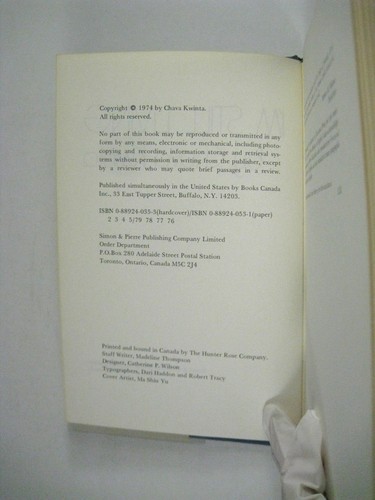 Copyright © 1974 by Chava Kwinta.
All rights reserved.
No part of this book may be reproduced or transmitted in any
form by any means, electronic or mechanical, including photo-
copying and recording, information storage and retrieval sys-
tems without permission in writing from the publisher, except
by a reviewer who may quote brief passages in a review.
Published simultaneously in the United States by Books Canada
Inc., 33 East Tupper Street, Buffalo, N.Y. 14203.
ISBN 0-88924-033-3(hardcover)/ISBN 0-88924-033-1(paper)
2 3 4 5/79 78 77 76
Simon & Pierre Publishing Company Limited
Order Department
P.O.Box 280 Adelaide Street Postal Station
Toronto, Ontario, Canada M5C 2J4
Printed and bound in Canada by The Hunter Rose Company.
Staff Writer, Madeline Thompson
Designer, Catherine P. Wilson
Typographers, Dati Haddon and Robert Tracy
Cover Artist, Ma Shiu Yu